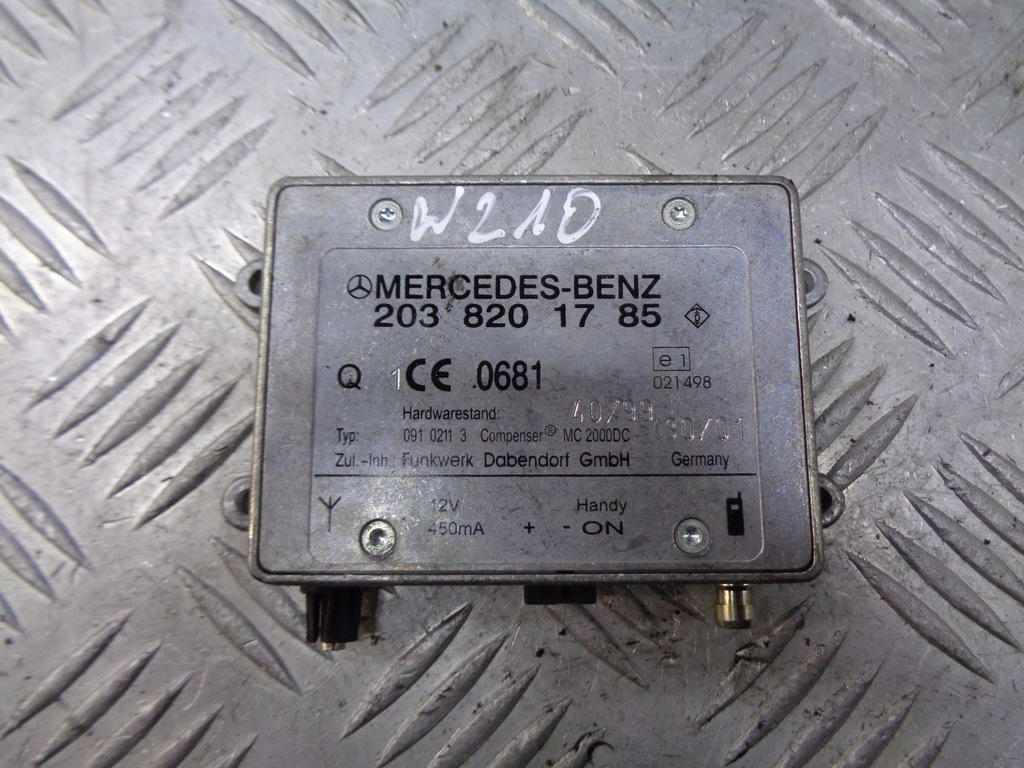 W210
MERCEDES-BENZ
203 820 17 85
Q 1 CE 0681 e1
021498
Hardwarestand: 40/99
Typ: 091 0211 3 Compenser® MC 2000DC 30/01
Zul.-Inh.: Funkwerk Dabendorf GmbH Germany
12V Handy
450mA + - ON